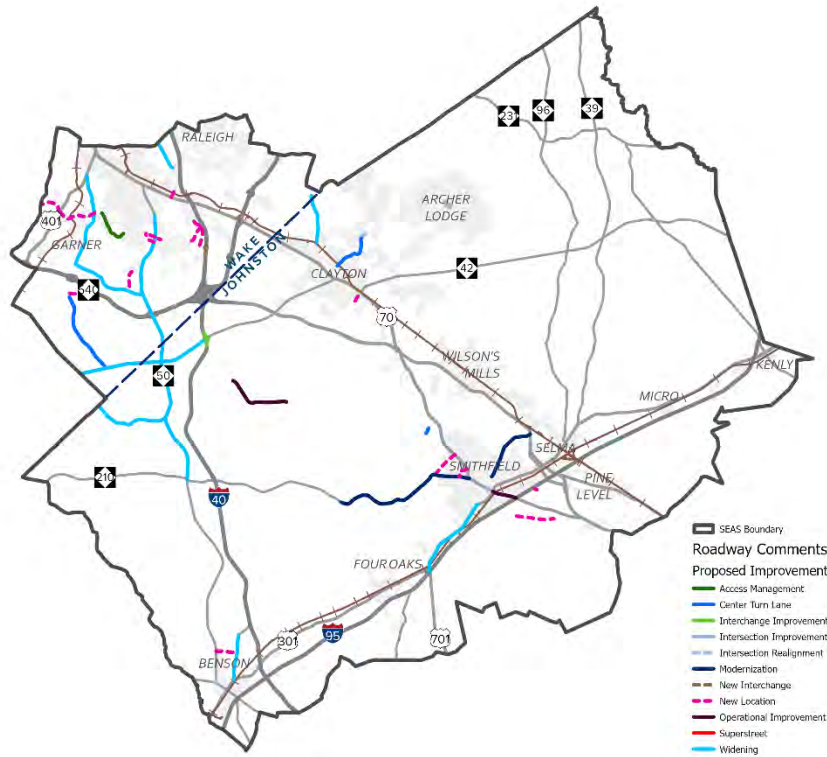 231
96
39
RALEIGH
ARCHER
LODGE
401
GARNER
WAKE
JOHNSTON
CLAYTON
42
540
70
WILSON'S
MILLS
KENLY
50
MICRO
SELMA
SMITHFIELD
PINE
LEVEL
210
40
FOUR OAKS
301
95
701
BENSON
SEAS Boundary
Roadway Comments
Proposed Improvement
Access Management
Center Turn Lane
Interchange Improvement
Intersection Improvement
Intersection Realignment
Modernization
New Interchange
New Location
Operational Improvement
Superstreet
Widening